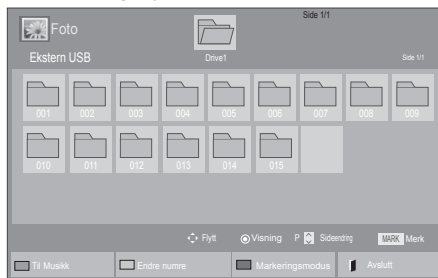 Side 1/1
Foto
Ekstern USB
Drive1
Side 1/1
001 002 003 004 005 006 007 008 009
010 011 012 013 014 015
Flytt Visning P Sideendring MARK Merk
Til Musikk Endre numre Markeringsmodus Avslutt